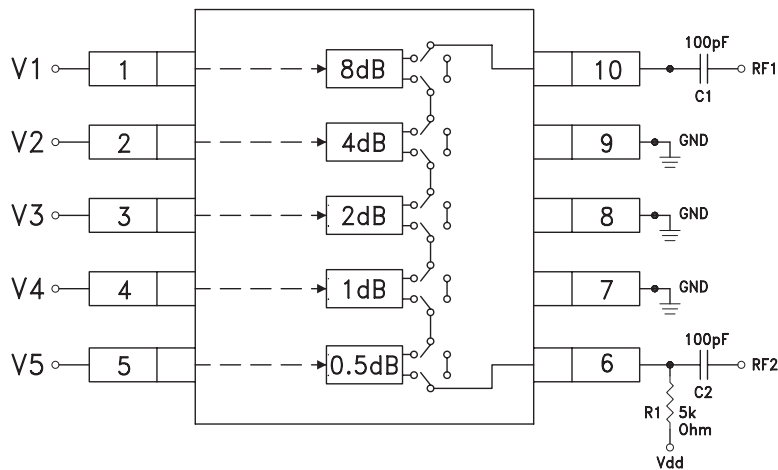 100pF
V1 1 8dB 10 RF1
C1
V2 2 4dB 9 GND
V3 3 2dB 8 GND
V4 4 1dB 7 GND
100pF
V5 5 0.5dB 6 RF2
C2
R1 5k
Ohm
Vdd